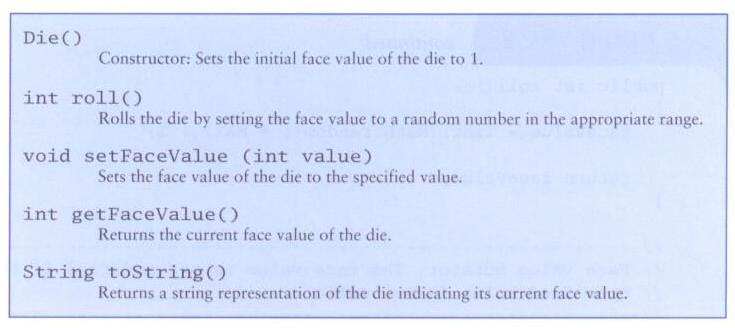 Die()
Constructor: Sets the initial face value of the die to 1.
int roll()
Rolls the die by setting the face value to a random number in the appropriate range.
void setFaceValue (int value)
Sets the face value of the die to the specified value.
int getFaceValue()
Returns the current face value of the die.
String toString()
Returns a string representation of the die indicating its current face value.